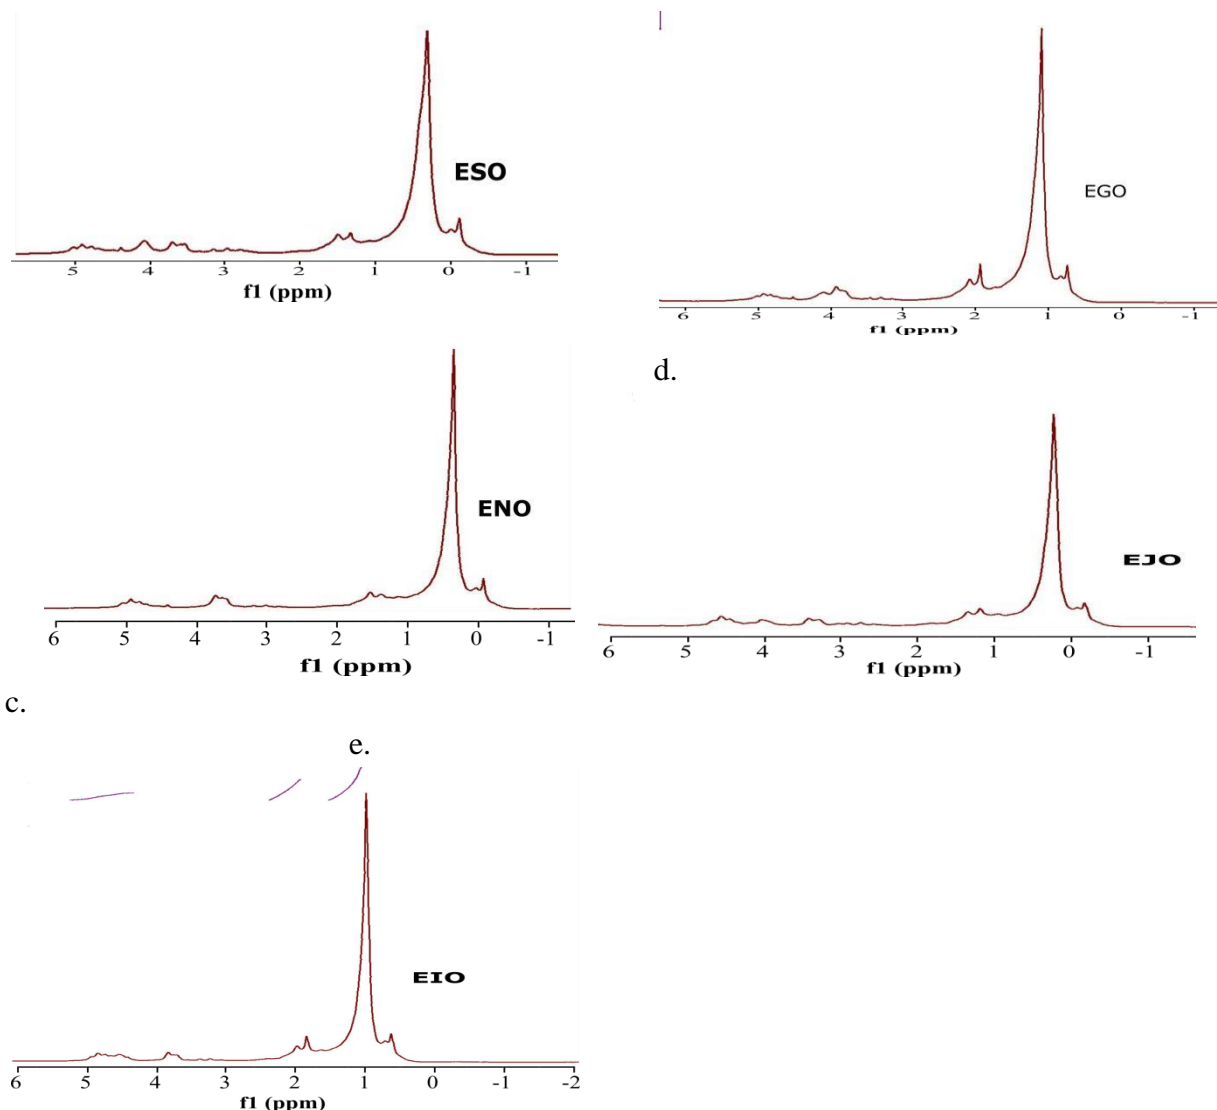 ESO
5 4 3 2 1 0 -1
f1 (ppm)
EGO
6 5 4 3 2 1 0 -1
f1 (ppm)
d.
ENO
6 5 4 3 2 1 0 -1
f1 (ppm)
EJO
6 5 4 3 2 1 0 -1
f1 (ppm)
c.
e.
EIO
6 5 4 3 2 1 0 -1 -2
f1 (ppm)